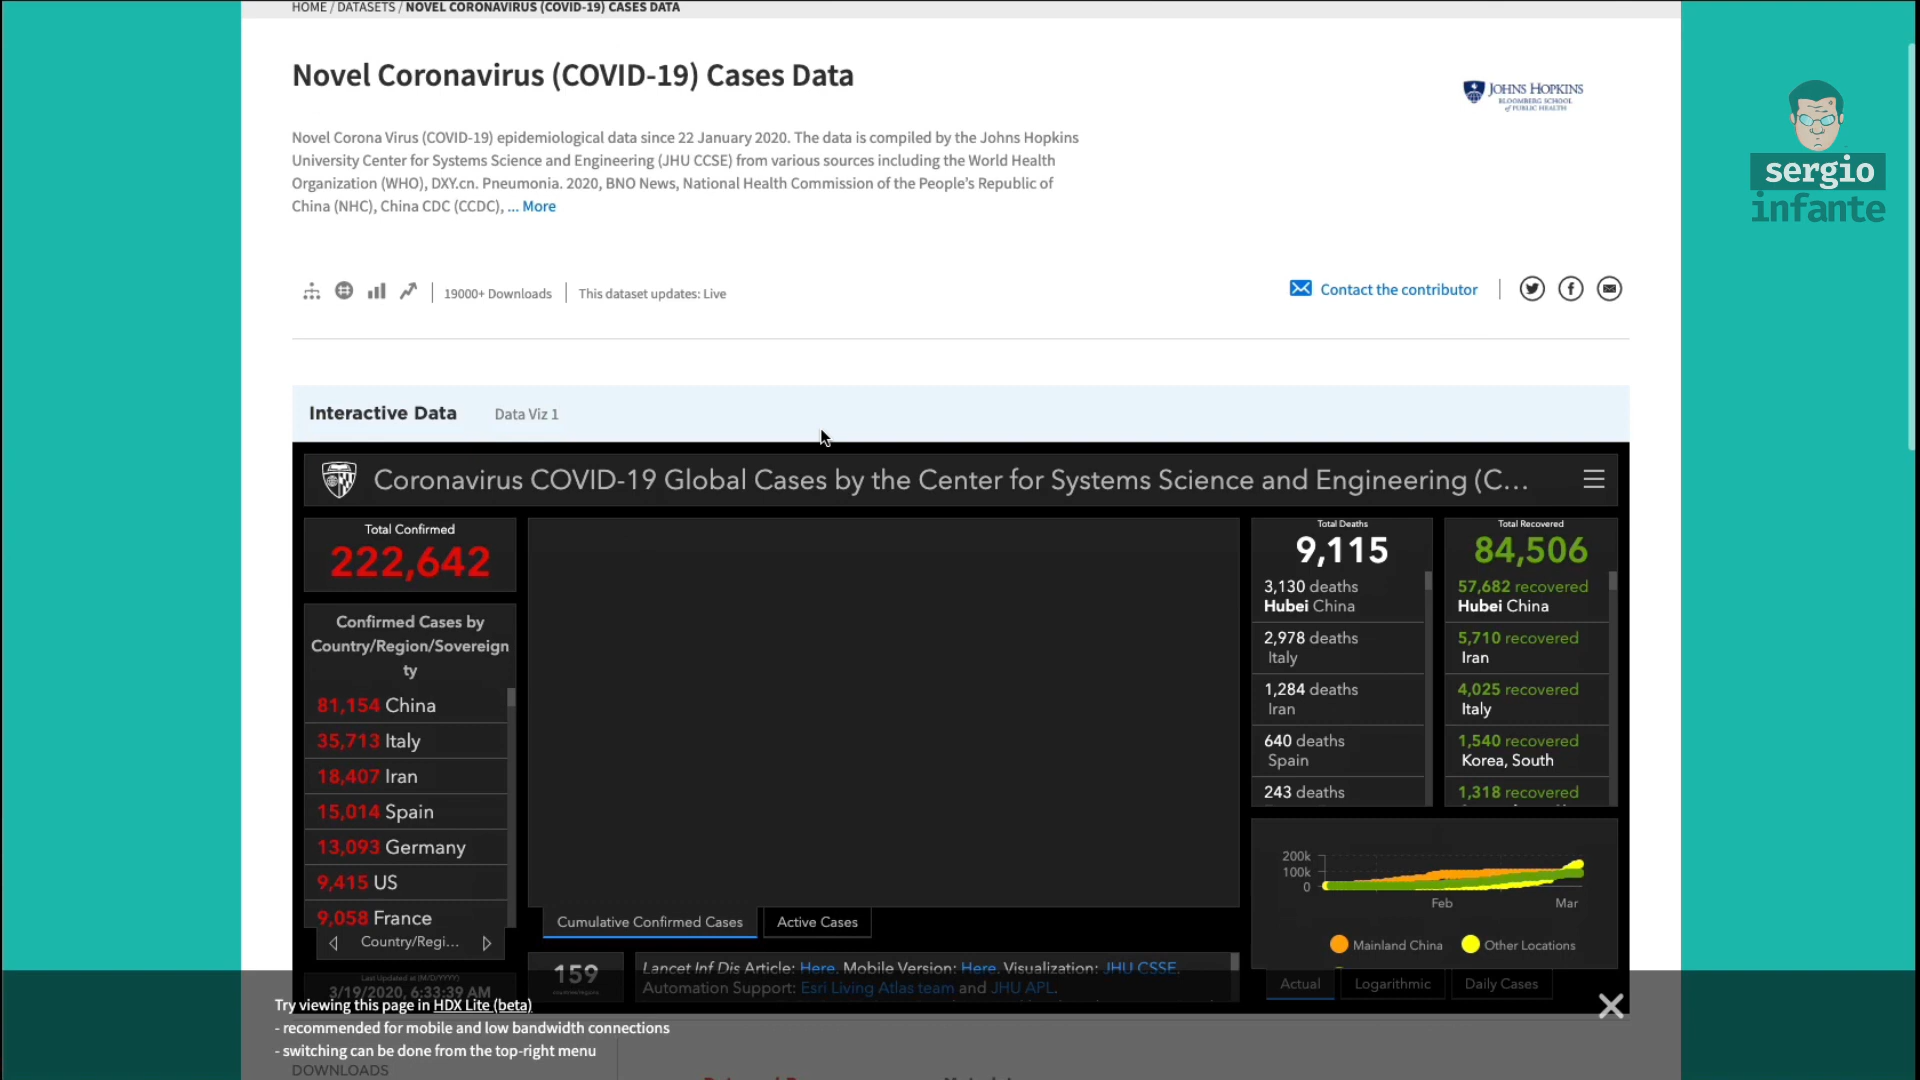 HOME / DATASETS / NOVEL CORONAVIRUS (COVID-19) CASES DATA
Novel Coronavirus (COVID-19) Cases Data
JOHNS HOPKINS
BLOOMBERG SCHOOL
of PUBLIC HEALTH
sergio
infante
Novel Corona Virus (COVID-19) epidemiological data since 22 January 2020. The data is compiled by the Johns Hopkins
University Center for Systems Science and Engineering (JHU CCSE) from various sources including the World Health
Organization (WHO), DXY.cn. Pneumonia. 2020, BNO News, National Health Commission of the People's Republic of
China (NHC), China CDC (CCDC), ... More
19000+ Downloads
This dataset updates: Live
Contact the contributor
Interactive Data
Data Viz 1
Coronavirus COVID-19 Global Cases by the Center for Systems Science and Engineering (C...
Total Confirmed
222,642
Confirmed Cases by
Country/Region/Sovereign
ty
81,154 China
35,713 Italy
18,407 Iran
15,014 Spain
13,093 Germany
9,415 US
9,058 France
Country/Regi...
Last Updated at (M/D/YYYY)
3/19/2020, 6:33:39 AM
Cumulative Confirmed Cases
Active Cases
159
countries/regions
Lancet Inf Dis Article: Here. Mobile Version: Here. Visualization: JHU CSSE.
Automation Support: Esri Living Atlas team and JHU APL.
Total Deaths
9,115
3,130 deaths
Hubei China
2,978 deaths
Italy
1,284 deaths
Iran
640 deaths
Spain
243 deaths
Total Recovered
84,506
57,682 recovered
Hubei China
5,710 recovered
Iran
4,025 recovered
Italy
1,540 recovered
Korea, South
1,318 recovered
200k
100k
0
Feb
Mar
Mainland China
Other Locations
Actual
Logarithmic
Daily Cases
Try viewing this page in HDX Lite (beta)
- recommended for mobile and low bandwidth connections
- switching can be done from the top-right menu
DOWNLOADS